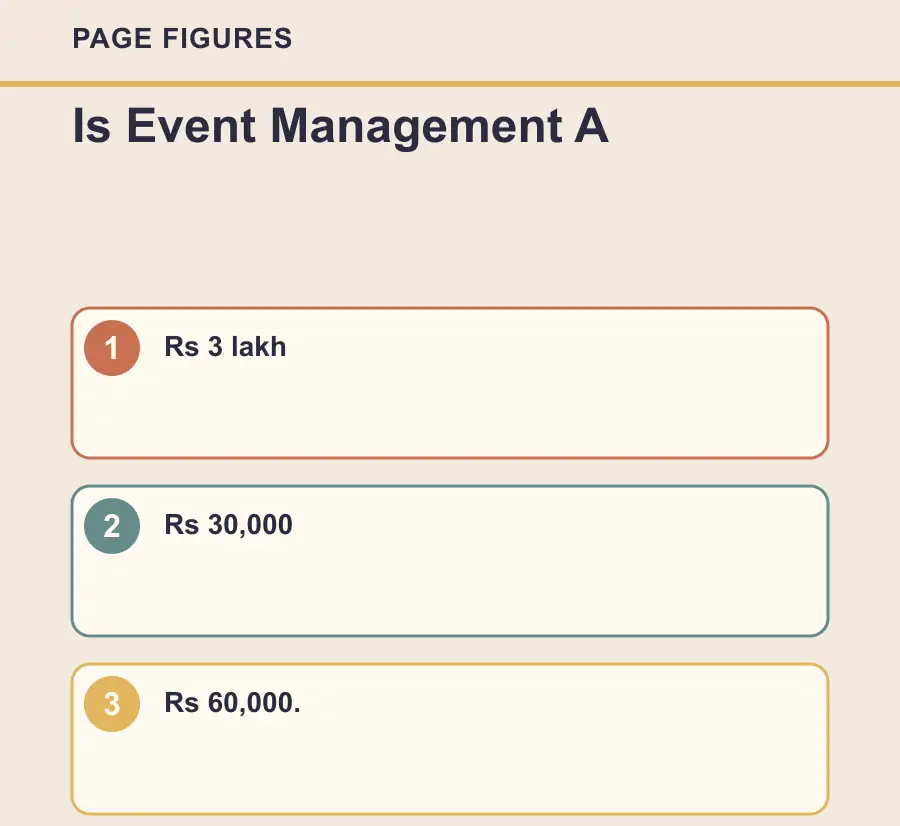 PAGE FIGURES
Is Event Management A
1
Rs 3 lakh
2
Rs 30,000
3
Rs 60,000.